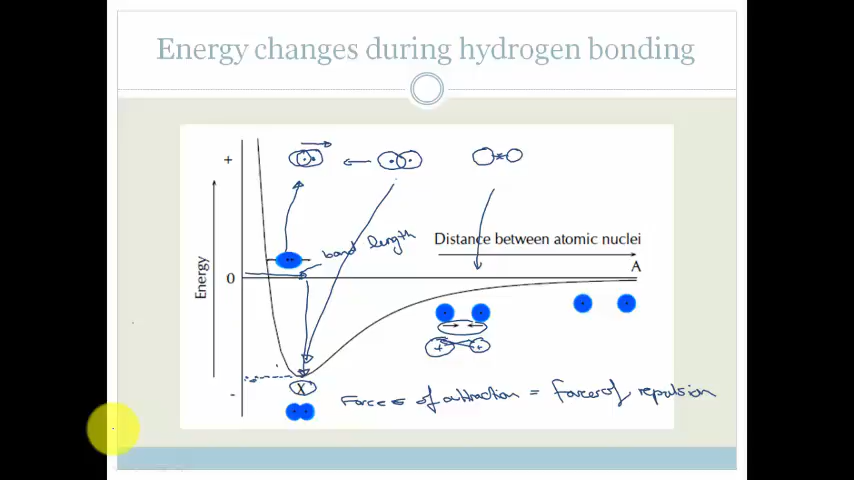 Energy changes during hydrogen bonding
+
bond length
Distance between atomic nuclei
A
Energy
0
+ +
X
-
Forces of attraction = forces of repulsion